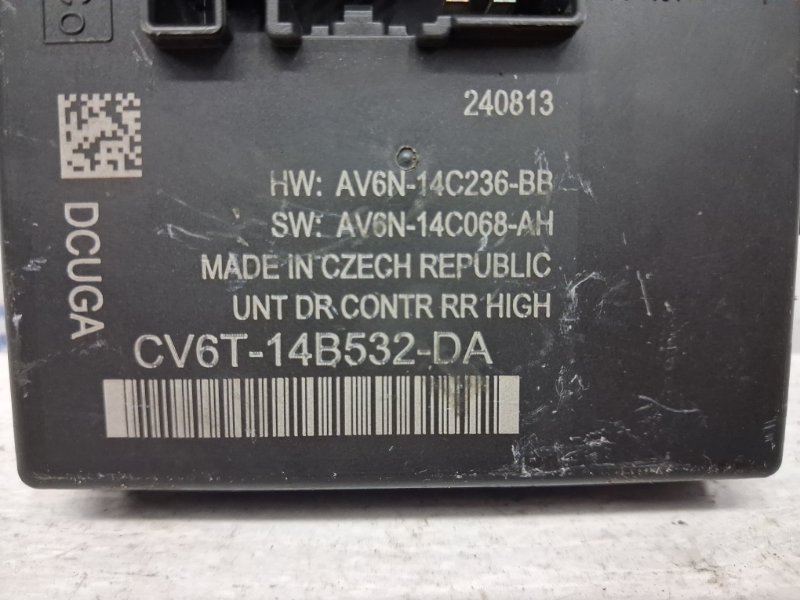 240813
HW: AV6N-14C236-BB
SW: AV6N-14C068-AH
MADE IN CZECH REPUBLIC
UNT DR CONTR RR HIGH
CV6T-14B532-DA
DCUGA